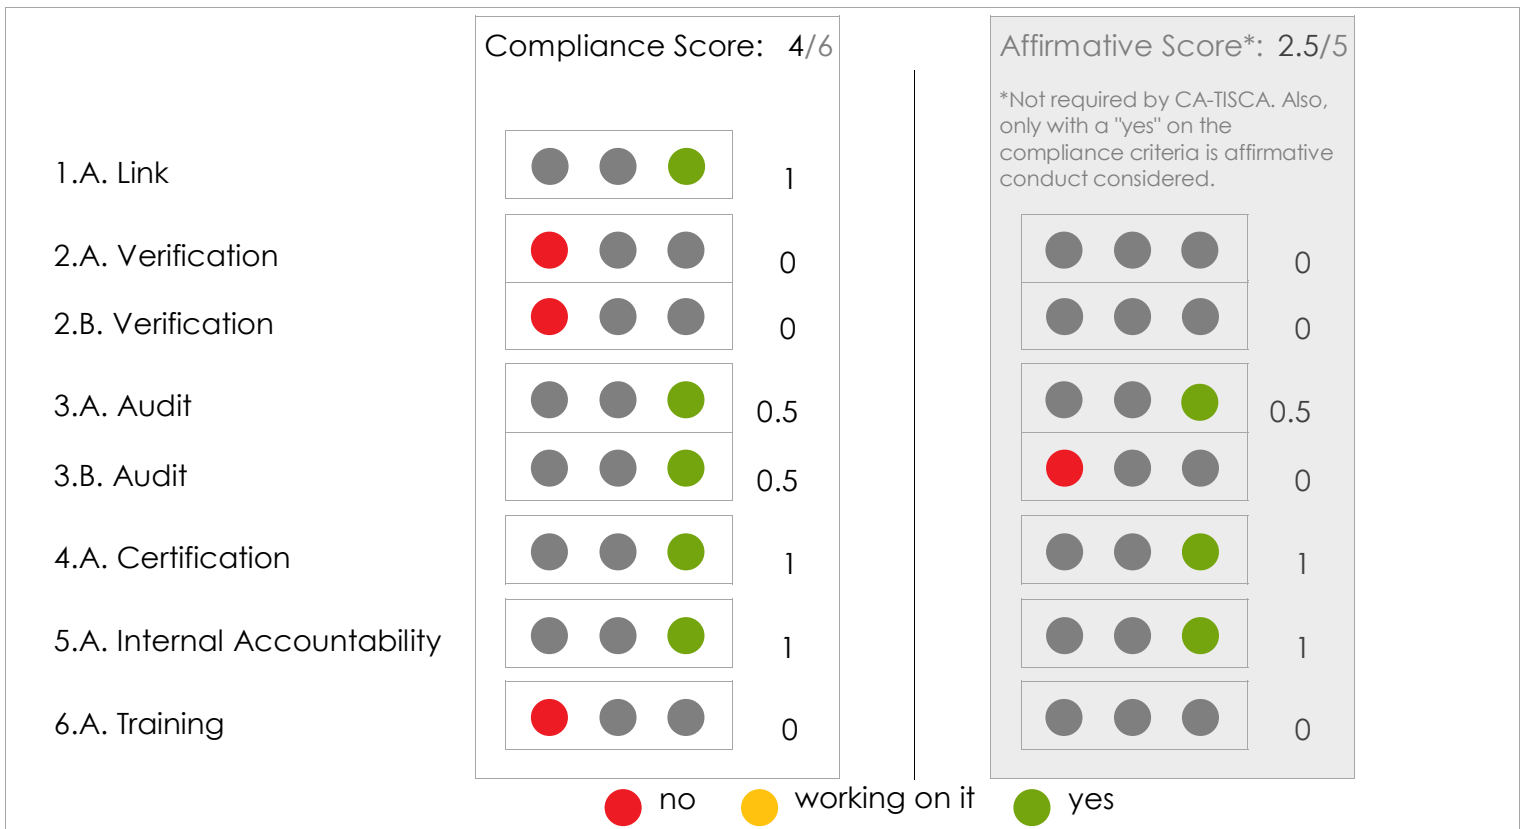 Compliance Score: 4/6
Affirmative Score*: 2.5/5
*Not required by CA-TISCA. Also,
only with a "yes" on the
compliance criteria is affirmative
conduct considered.
1.A. Link 1
2.A. Verification 0 0
2.B. Verification 0 0
3.A. Audit 0.5 0.5
3.B. Audit 0.5 0
4.A. Certification 1 1
5.A. Internal Accountability 1 1
6.A. Training 0 0
no working on it yes